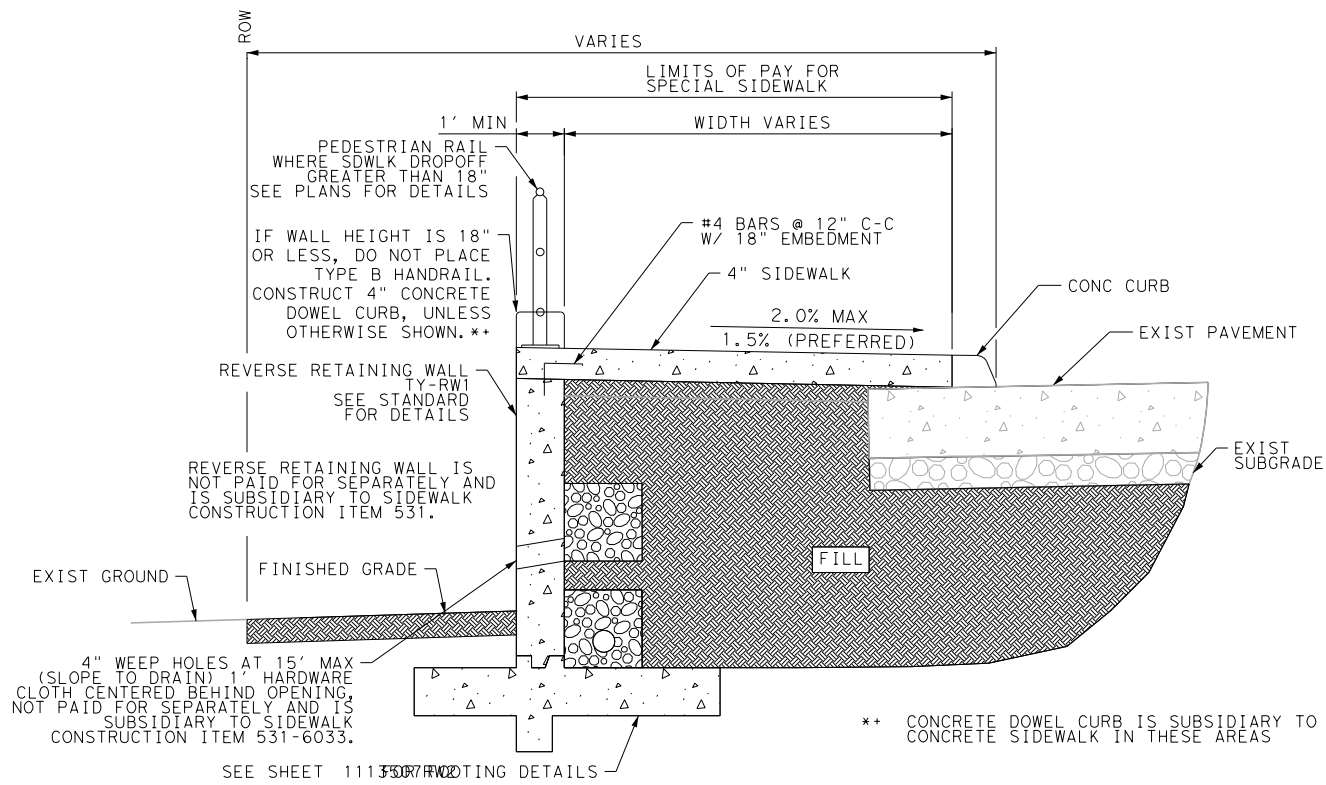 ROW
VARIES
LIMITS OF PAY FOR
SPECIAL SIDEWALK
1' MIN
WIDTH VARIES
PEDESTRIAN RAIL
WHERE SDWLK DROPOFF
GREATER THAN 18"
SEE PLANS FOR DETAILS
#4 BARS @ 12" C-C
W/ 18" EMBEDMENT
IF WALL HEIGHT IS 18"
OR LESS, DO NOT PLACE
TYPE B HANDRAIL.
CONSTRUCT 4" CONCRETE
DOWEL CURB, UNLESS
OTHERWISE SHOWN.*+
4" SIDEWALK
CONC CURB
2.0% MAX
1.5% (PREFERRED)
EXIST PAVEMENT
REVERSE RETAINING WALL
TY-RW1
SEE STANDARD
FOR DETAILS
EXIST
SUBGRADE
REVERSE RETAINING WALL IS
NOT PAID FOR SEPARATELY AND
IS SUBSIDIARY TO SIDEWALK
CONSTRUCTION ITEM 531.
FILL
EXIST GROUND
FINISHED GRADE
4" WEEP HOLES AT 15' MAX
(SLOPE TO DRAIN) 1' HARDWARE
CLOTH CENTERED BEHIND OPENING,
NOT PAID FOR SEPARATELY AND IS
SUBSIDIARY TO SIDEWALK
CONSTRUCTION ITEM 531-6033.
*+ CONCRETE DOWEL CURB IS SUBSIDIARY TO
CONCRETE SIDEWALK IN THESE AREAS
SEE SHEET FOOTING DETAILS